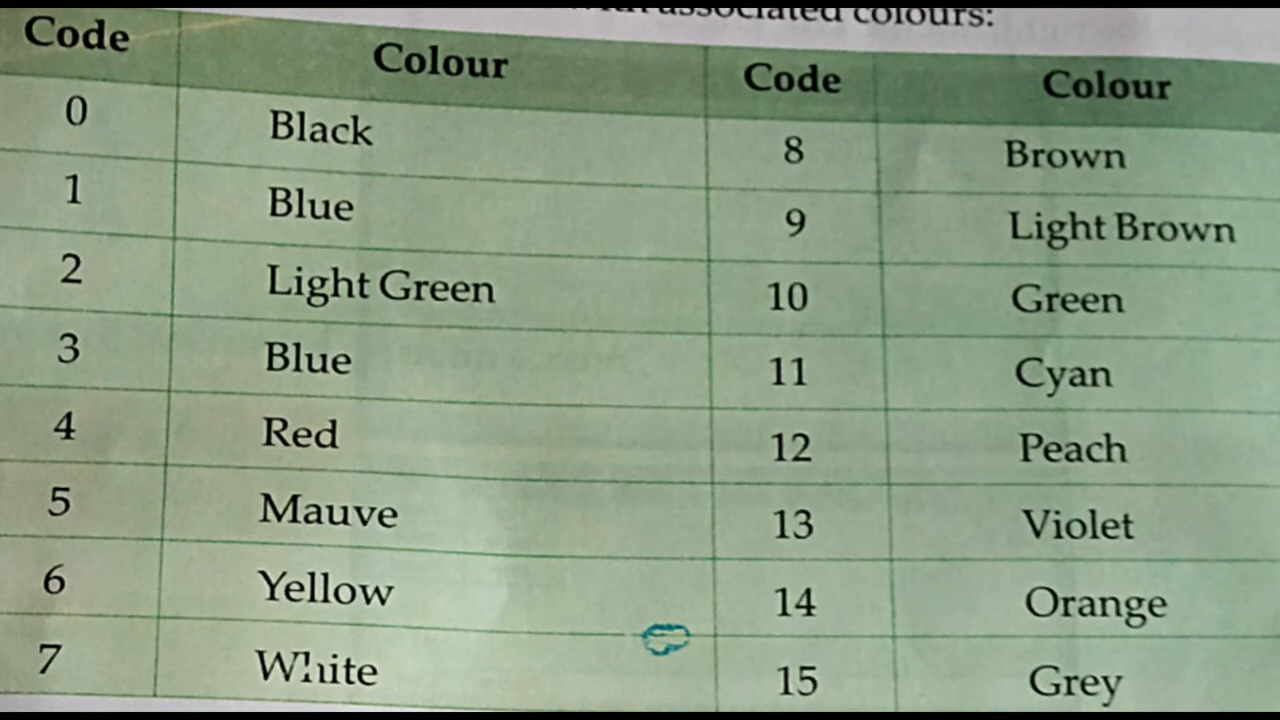 with associated colours:
Code Colour Code Colour
0 Black 8 Brown
1 Blue 9 Light Brown
2 Light Green 10 Green
3 Blue 11 Cyan
4 Red 12 Peach
5 Mauve 13 Violet
6 Yellow 14 Orange
7 White 15 Grey